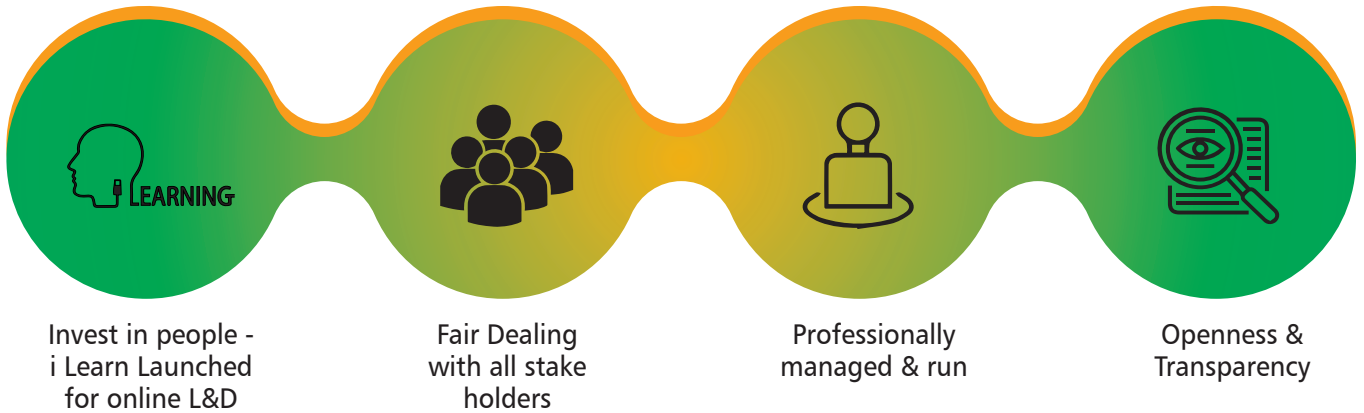 LEARNING
Invest in people -
i Learn Launched
for online L&D
Fair Dealing
with all stake
holders
Professionally
managed & run
Openness &
Transparency